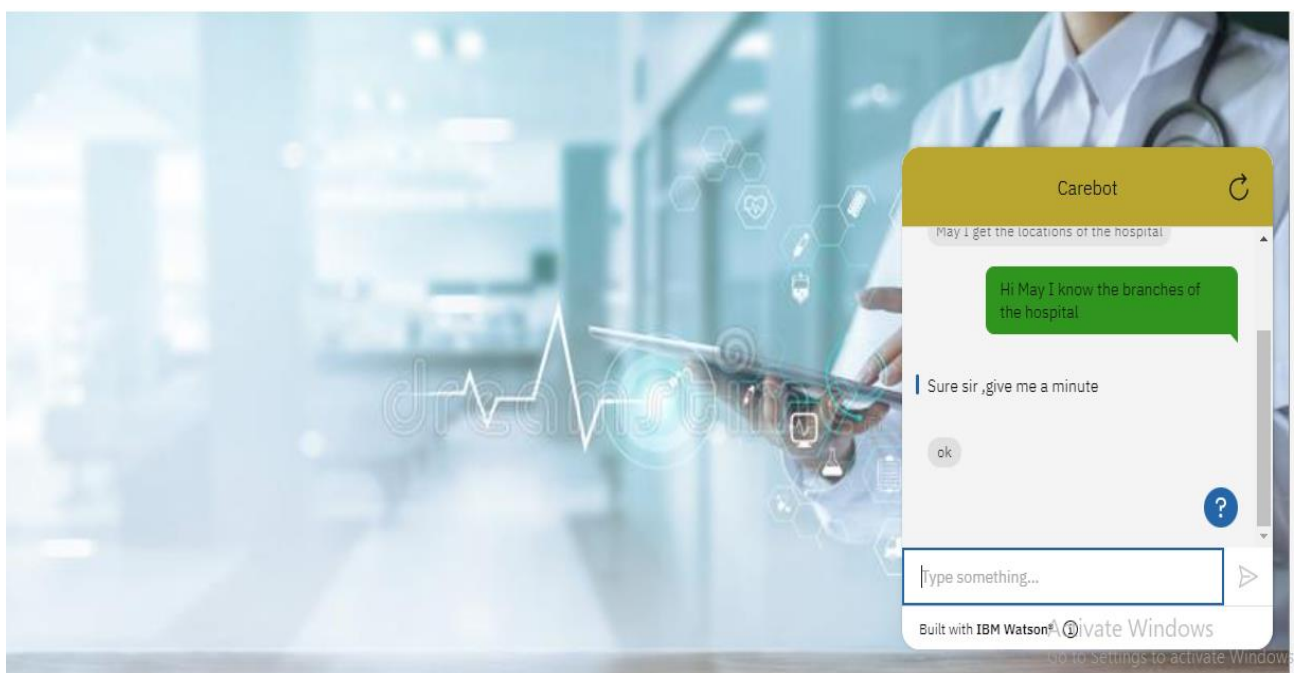 Carebot
May I get the locations of the hospital
Hi May I know the branches of
the hospital
Sure sir ,give me a minute
ok
?
Type something...
Built with IBM Watson®
Activate Windows
Go to Settings to activate Windows
dreamstime